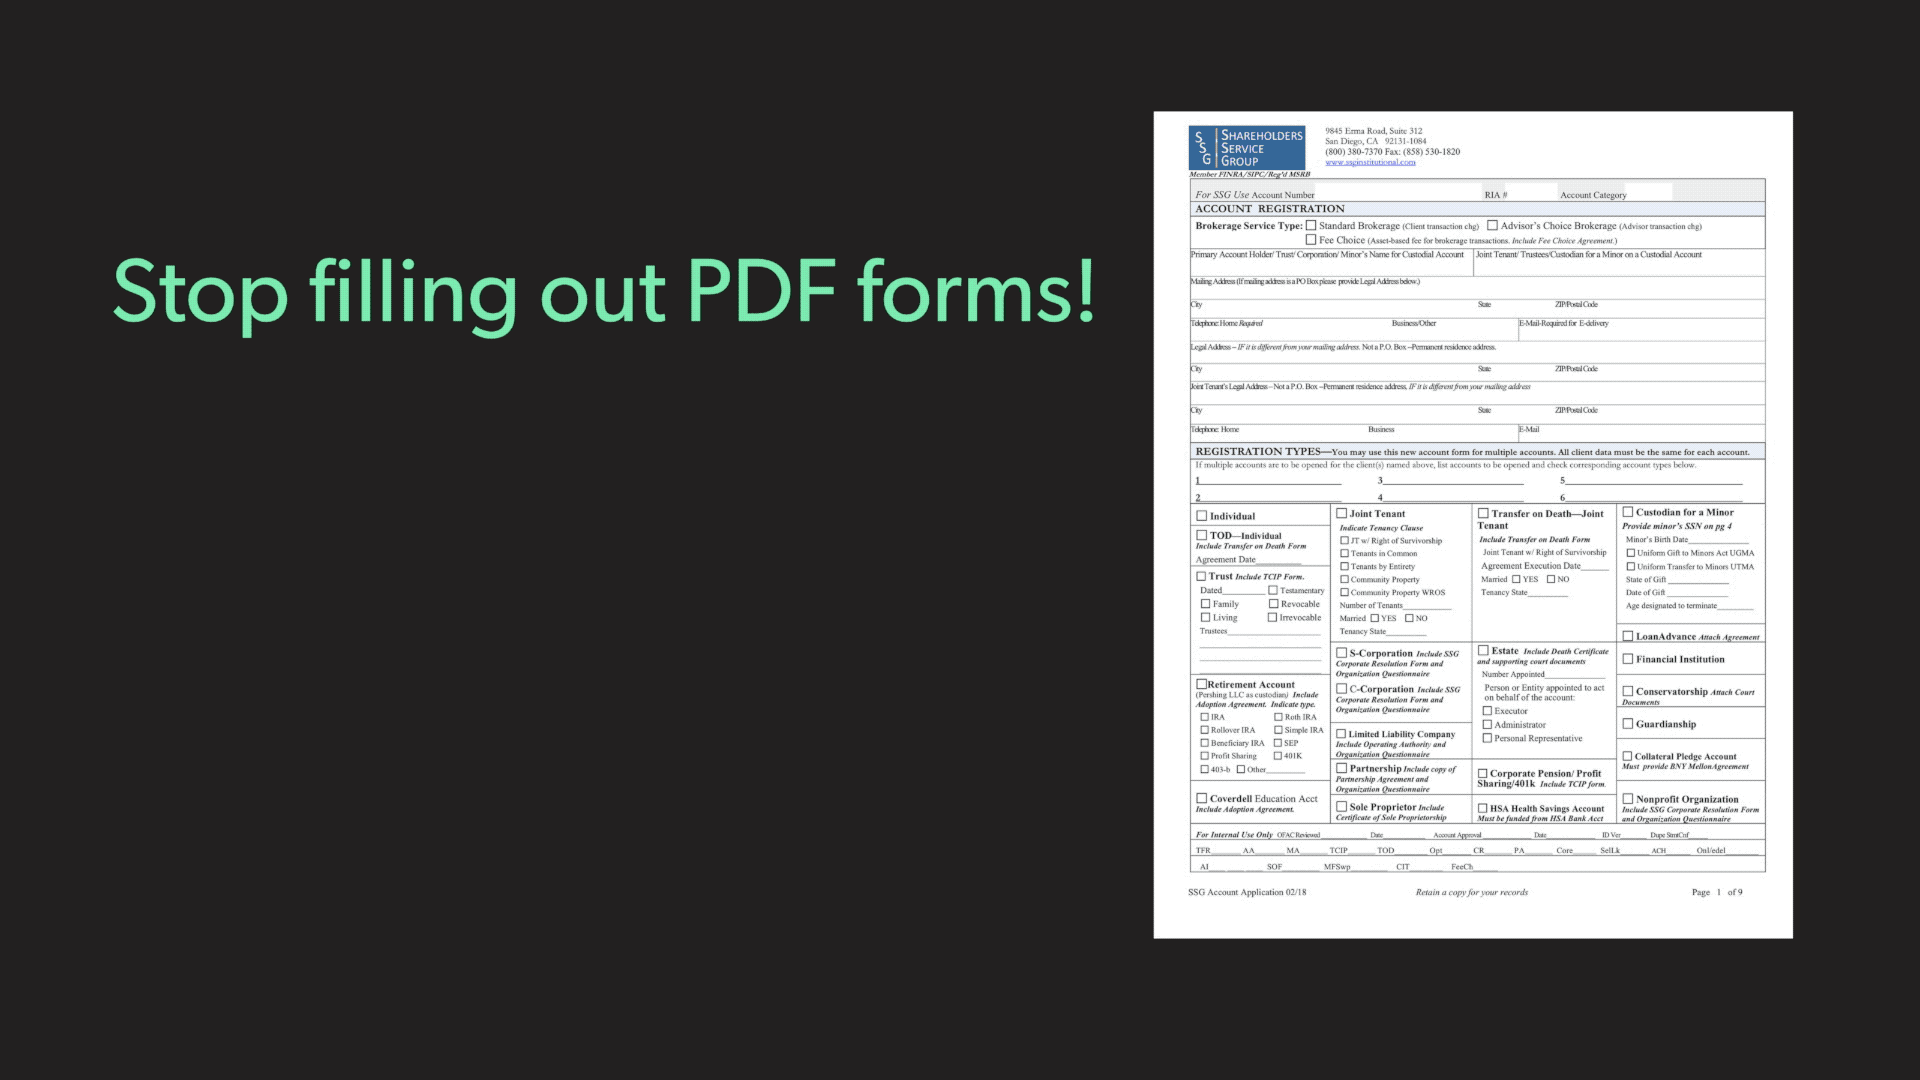 Stop filling out PDF forms!
S
S
G
SHAREHOLDERS
SERVICE
GROUP
Member FINRA/SIPC/Reg'd MSRB
9845 Erma Road, Suite 312
San Diego, CA 92131-1084
(800) 380-7370 Fax: (858) 530-1820
www.ssginstitutional.com
For SSG Use Account Number RIA # Account Category
ACCOUNT REGISTRATION
Brokerage Service Type: Standard Brokerage (Client transaction chg) Advisor's Choice Brokerage (Advisor transaction chg)
Fee Choice (Asset-based fee for brokerage transactions. Include Fee Choice Agreement.)
Primary Account Holder/ Trust/ Corporation/ Minor's Name for Custodial Account Joint Tenant/ Trustees/Custodian for a Minor on a Custodial Account
Mailing Address (If mailing address is a PO Box please provide Legal Address below.)
City State ZIP/Postal Code
Telephone: Home Required Business/Other E-Mail-Required for E-delivery
Legal Address – IF it is different from your mailing address. Not a P.O. Box –Permanent residence address.
City State ZIP/Postal Code
Joint Tenant's Legal Address – Not a P.O. Box –Permanent residence address, IF it is different from your mailing address
City State ZIP/Postal Code
Telephone: Home Business E-Mail
REGISTRATION TYPES—You may use this new account form for multiple accounts. All client data must be the same for each account.
If multiple accounts are to be opened for the client(s) named above, list accounts to be opened and check corresponding account types below.
1 3 5
2 4 6
Individual
TOD—Individual
Include Transfer on Death Form
Agreement Date
Trust Include TCIP Form.
Dated Testamentary
Family Revocable
Living Irrevocable
Trustees
Retirement Account
(Pershing LLC as custodian) Include
Adoption Agreement. Indicate type.
IRA Roth IRA
Rollover IRA Simple IRA
Beneficiary IRA SEP
Profit Sharing 401K
403-b Other
Coverdell Education Acct
Include Adoption Agreement.
Joint Tenant
Indicate Tenancy Clause
JT w/ Right of Survivorship
Tenants in Common
Tenants by Entirety
Community Property
Community Property WROS
Number of Tenants
Married YES NO
Tenancy State
S-Corporation Include SSG
Corporate Resolution Form and
Organization Questionnaire
C-Corporation Include SSG
Corporate Resolution Form and
Organization Questionnaire
Limited Liability Company
Include Operating Authority and
Organization Questionnaire
Partnership Include copy of
Partnership Agreement and
Organization Questionnaire
Sole Proprietor Include
Certificate of Sole Proprietorship
Transfer on Death—Joint
Tenant
Include Transfer on Death Form
Joint Tenant w/ Right of Survivorship
Agreement Execution Date
Married YES NO
Tenancy State
Estate Include Death Certificate
and supporting court documents
Number Appointed
Person or Entity appointed to act
on behalf of the account:
Executor
Administrator
Personal Representative
Corporate Pension/ Profit
Sharing/401k Include TCIP form.
HSA Health Savings Account
Must be funded from HSA Bank Acct
Custodian for a Minor
Provide minor's SSN on pg 4
Minor's Birth Date
Uniform Gift to Minors Act UGMA
Uniform Transfer to Minors UTMA
State of Gift
Date of Gift
Age designated to terminate
LoanAdvance Attach Agreement
Financial Institution
Conservatorship Attach Court
Documents
Guardianship
Collateral Pledge Account
Must provide BNY MellonAgreement
Nonprofit Organization
Include SSG Corporate Resolution Form
and Organization Questionnaire
For Internal Use Only OFAC Reviewed Date Account Approval Date ID Ver Dupe StmtCnf
TFR AA MA TCIP TOD Opt CR PA Core SelLk ACH Onl/edel
AI SOF MFSwp CIT FeeCh
SSG Account Application 02/18 Retain a copy for your records Page 1 of 9